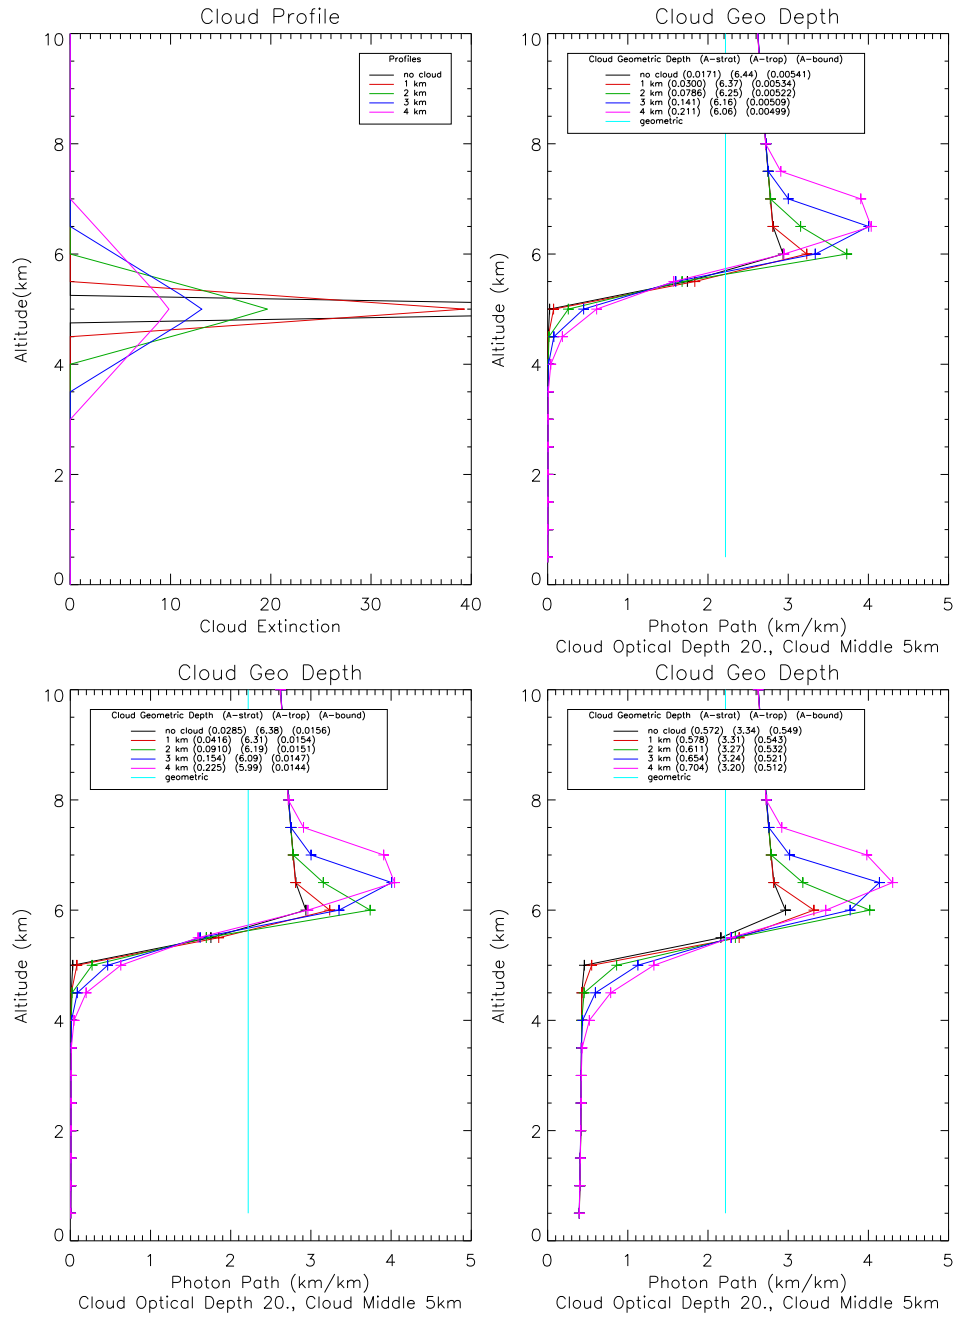 Cloud Profile
10
8
6
4
2
0
Altitude(km)
Profiles
no cloud
1 km
2 km
3 km
4 km
0 10 20 30 40
Cloud Extinction
Cloud Geo Depth
10
8
6
4
2
0
Altitude (km)
Cloud Geometric Depth (A-strat) (A-trop) (A-bound)
no cloud (0.0171) (6.44) (0.00541)
1 km (0.0300) (6.37) (0.00534)
2 km (0.0786) (6.25) (0.00522)
3 km (0.141) (6.16) (0.00509)
4 km (0.211) (6.06) (0.00499)
geometric
0 1 2 3 4 5
Photon Path (km/km)
Cloud Optical Depth 20., Cloud Middle 5km
Cloud Geo Depth
10
8
6
4
2
0
Altitude (km)
Cloud Geometric Depth (A-strat) (A-trop) (A-bound)
no cloud (0.0285) (6.38) (0.0156)
1 km (0.0416) (6.31) (0.0154)
2 km (0.0910) (6.19) (0.0151)
3 km (0.154) (6.09) (0.0147)
4 km (0.225) (5.99) (0.0144)
geometric
0 1 2 3 4 5
Photon Path (km/km)
Cloud Optical Depth 20., Cloud Middle 5km
Cloud Geo Depth
10
8
6
4
2
0
Altitude (km)
Cloud Geometric Depth (A-strat) (A-trop) (A-bound)
no cloud (0.572) (3.34) (0.549)
1 km (0.578) (3.31) (0.543)
2 km (0.611) (3.27) (0.532)
3 km (0.654) (3.24) (0.521)
4 km (0.704) (3.20) (0.512)
geometric
0 1 2 3 4 5
Photon Path (km/km)
Cloud Optical Depth 20., Cloud Middle 5km